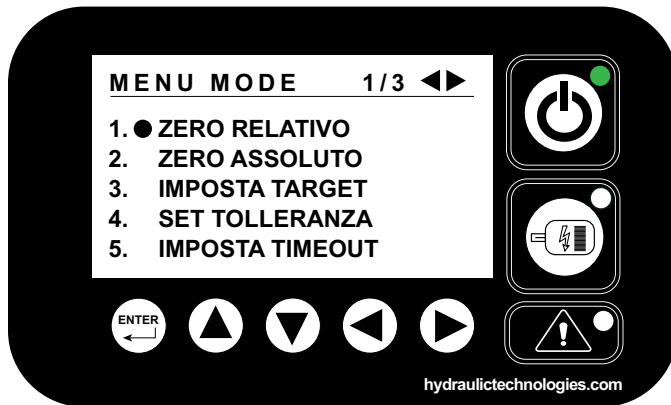 MENU MODE 1/3 ◀▶
1. ● ZERO RELATIVO
2. ZERO ASSOLUTO
3. IMPOSTA TARGET
4. SET TOLLERANZA
5. IMPOSTA TIMEOUT
ENTER
hydraulictechnologies.com